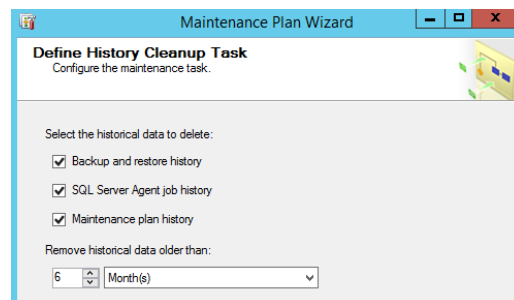 Maintenance Plan Wizard
Define History Cleanup Task
Configure the maintenance task.
Select the historical data to delete:
Backup and restore history
SQL Server Agent job history
Maintenance plan history
Remove historical data older than:
6 Month(s)